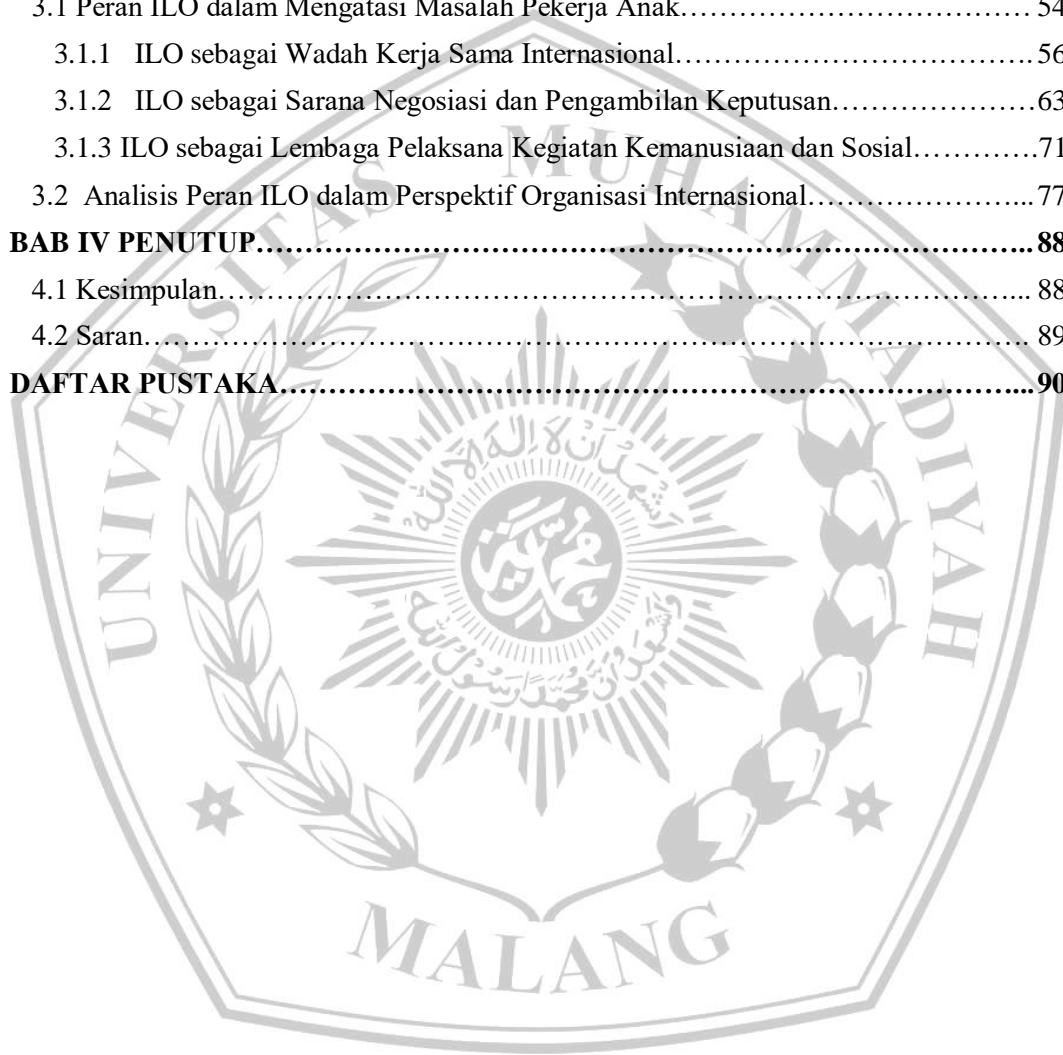 3.1 Peran ILO dalam Mengatasi Masalah Pekerja Anak…………………………… 54
3.1.1 ILO sebagai Wadah Kerja Sama Internasional……………………………. 56
3.1.2 ILO sebagai Sarana Negosiasi dan Pengambilan Keputusan………………63
3.1.3 ILO sebagai Lembaga Pelaksana Kegiatan Kemanusiaan dan Sosial………….71
3.2 Analisis Peran ILO dalam Perspektif Organisasi Internasional………………... 77
BAB IV PENUTUP……………………………………………………………….. 88
4.1 Kesimpulan……………………………………………………………………... 88
4.2 Saran……………………………………………………………………………. 89
DAFTAR PUSTAKA……………………………………………………………...90
UNIVERSITAS MUHAMMADIYAH
MALANG